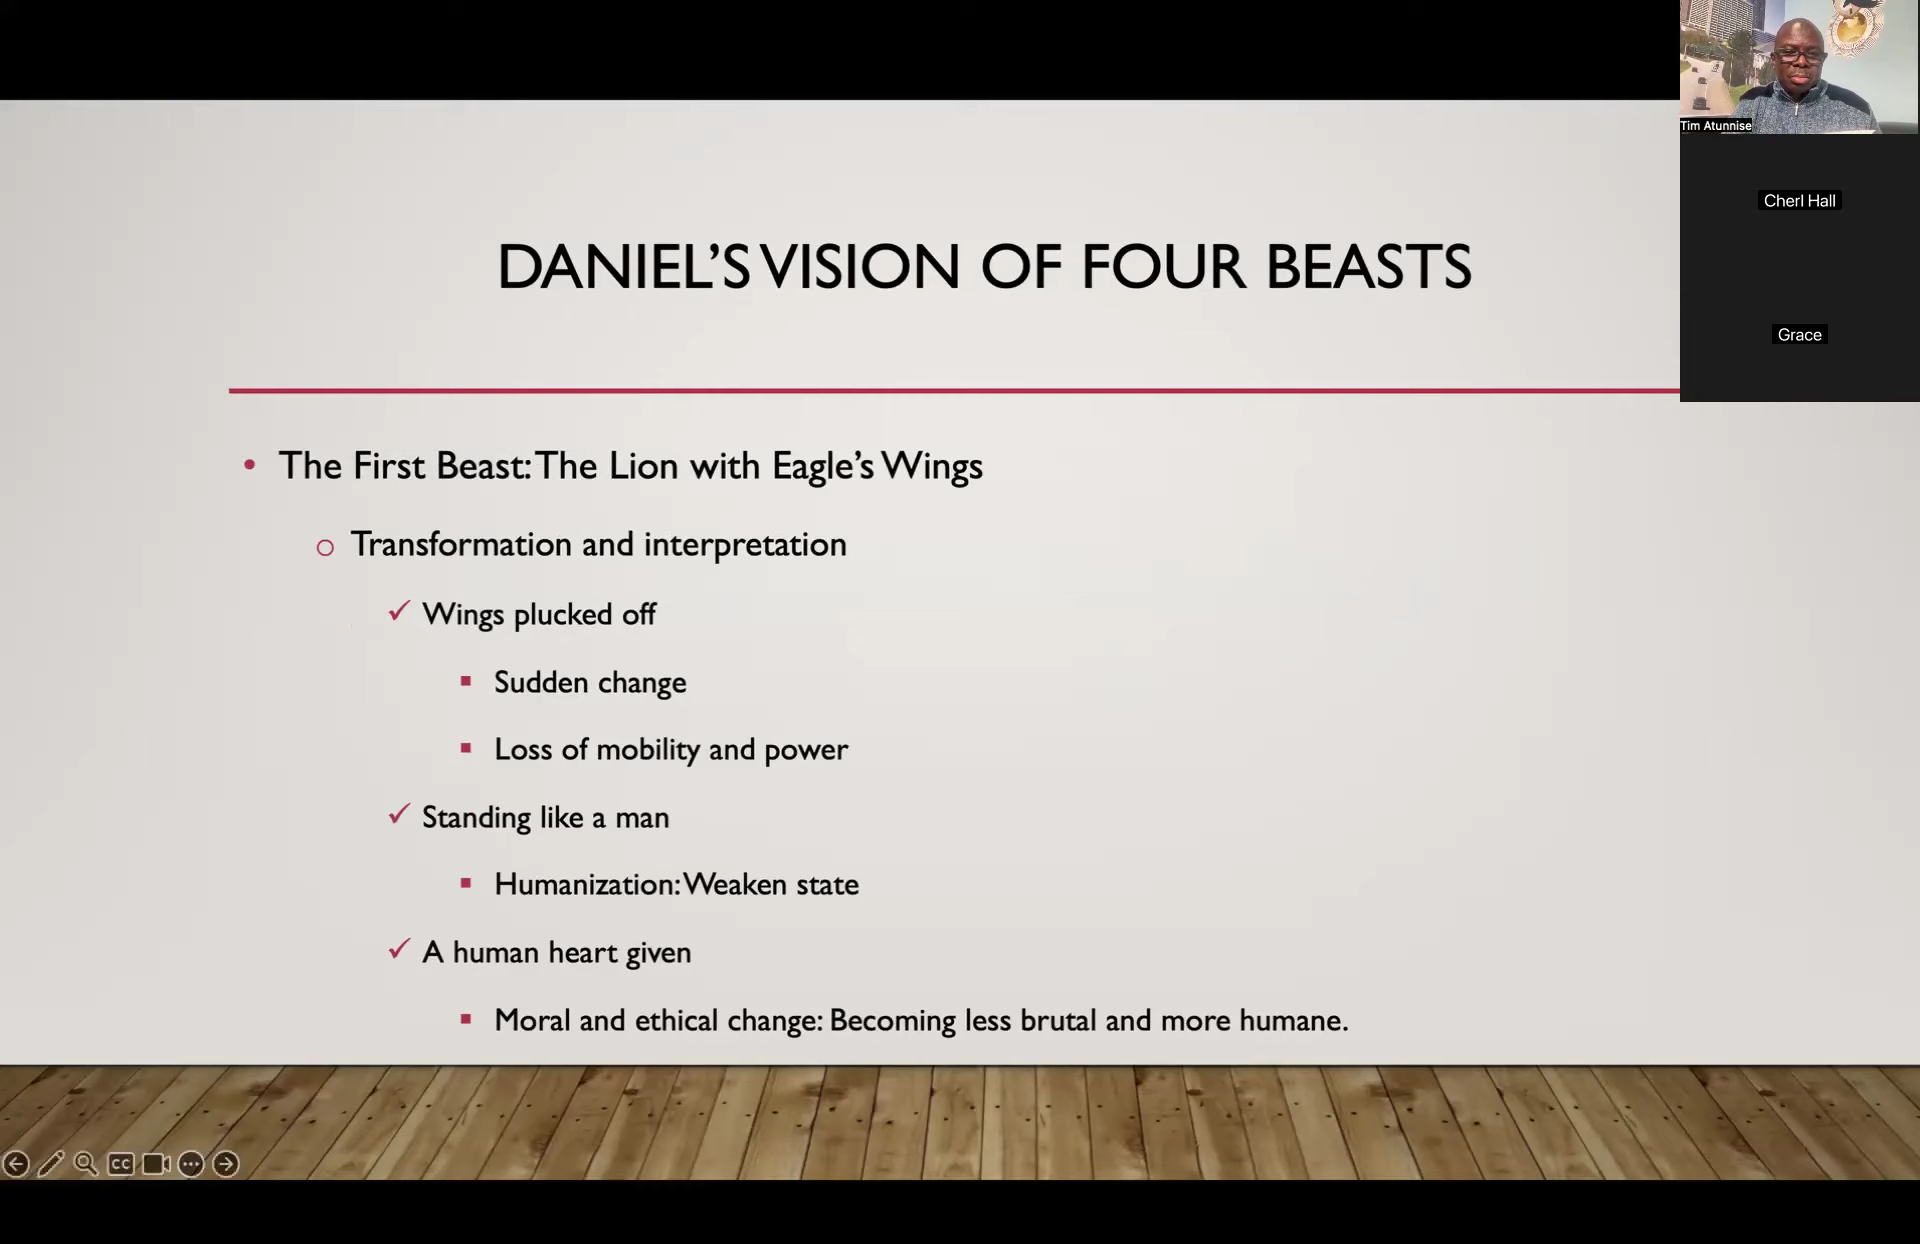 Tim Atunnise
Cherl Hall
Grace
DANIEL’S VISION OF FOUR BEASTS
• The First Beast: The Lion with Eagle’s Wings
o Transformation and interpretation
✓ Wings plucked off
▪ Sudden change
▪ Loss of mobility and power
✓ Standing like a man
▪ Humanization: Weaken state
✓ A human heart given
▪ Moral and ethical change: Becoming less brutal and more humane.
CC